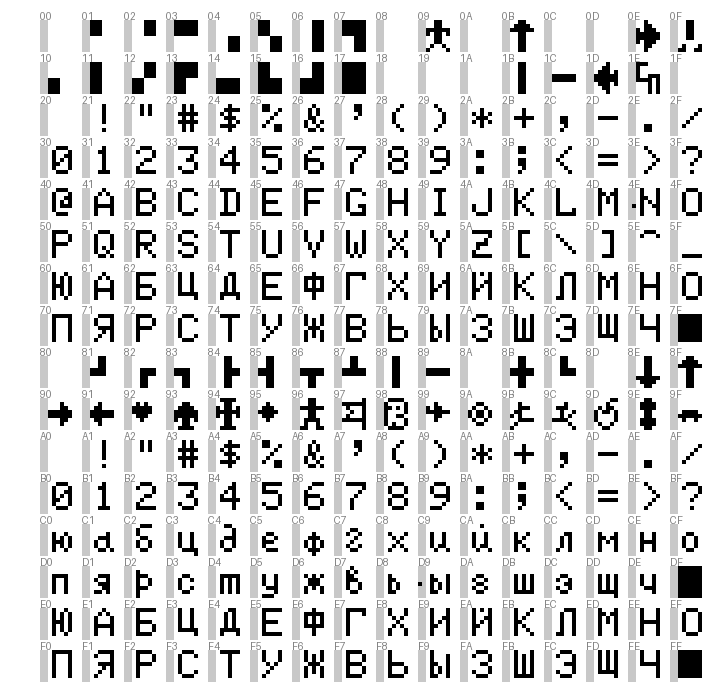 00 01 02 03 04 05 06 07 08 09 0A 0B 0C 0D 0E 0F
10 11 12 13 14 15 16 17 18 19 1A 1B 1C 1D 1E 1F
20 21 22 23 24 25 26 27 28 29 2A 2B 2C 2D 2E 2F
! " # $ % & ' ( ) * + , - . /
30 31 32 33 34 35 36 37 38 39 3A 3B 3C 3D 3E 3F
0 1 2 3 4 5 6 7 8 9 : ; < = > ?
40 41 42 43 44 45 46 47 48 49 4A 4B 4C 4D 4E 4F
@ A B C D E F G H I J K L M N O
50 51 52 53 54 55 56 57 58 59 5A 5B 5C 5D 5E 5F
P Q R S T U V W X Y Z [ \ ] ^ _
60 61 62 63 64 65 66 67 68 69 6A 6B 6C 6D 6E 6F
Ю А Б Ц Д Е Ф Г Х И Й К Л М Н О
70 71 72 73 74 75 76 77 78 79 7A 7B 7C 7D 7E 7F
П Я Р С Т У Ж В Ь Ы З Ш Э Щ Ч
80 81 82 83 84 85 86 87 88 89 8A 8B 8C 8D 8E 8F
90 91 92 93 94 95 96 97 98 99 9A 9B 9C 9D 9E 9F
A0 A1 A2 A3 A4 A5 A6 A7 A8 A9 AA AB AC AD AE AF
! " # $ % & ' ( ) * + , - . /
B0 B1 B2 B3 B4 B5 B6 B7 B8 B9 BA BB BC BD BE BF
0 1 2 3 4 5 6 7 8 9 : ; < = > ?
C0 C1 C2 C3 C4 C5 C6 C7 C8 C9 CA CB CC CD CE CF
ю а б ц д е ф г х и й к л м н о
D0 D1 D2 D3 D4 D5 D6 D7 D8 D9 DA DB DC DD DE DF
п я р с т у ж в ь ы з ш э щ ч
E0 E1 E2 E3 E4 E5 E6 E7 E8 E9 EA EB EC ED EE EF
Ю А Б Ц Д Е Ф Г Х И Й К Л М Н О
F0 F1 F2 F3 F4 F5 F6 F7 F8 F9 FA FB FC FD FE FF
П Я Р С Т У Ж В Ь Ы З Ш Э Щ Ч